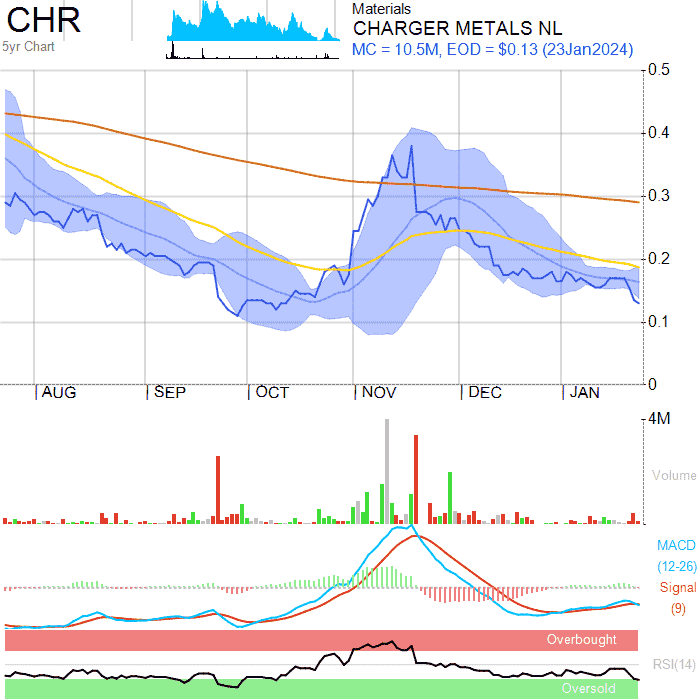 CHR
5yr Chart
Materials
CHARGER METALS NL
MC = 10.5M, EOD = $0.13 (23Jan2024)
0.5
0.4
0.3
0.2
0.1
0
AUG SEP OCT NOV DEC JAN
4M
Volume
MACD
(12-26)
Signal
(9)
Overbought
RSI(14)
Oversold